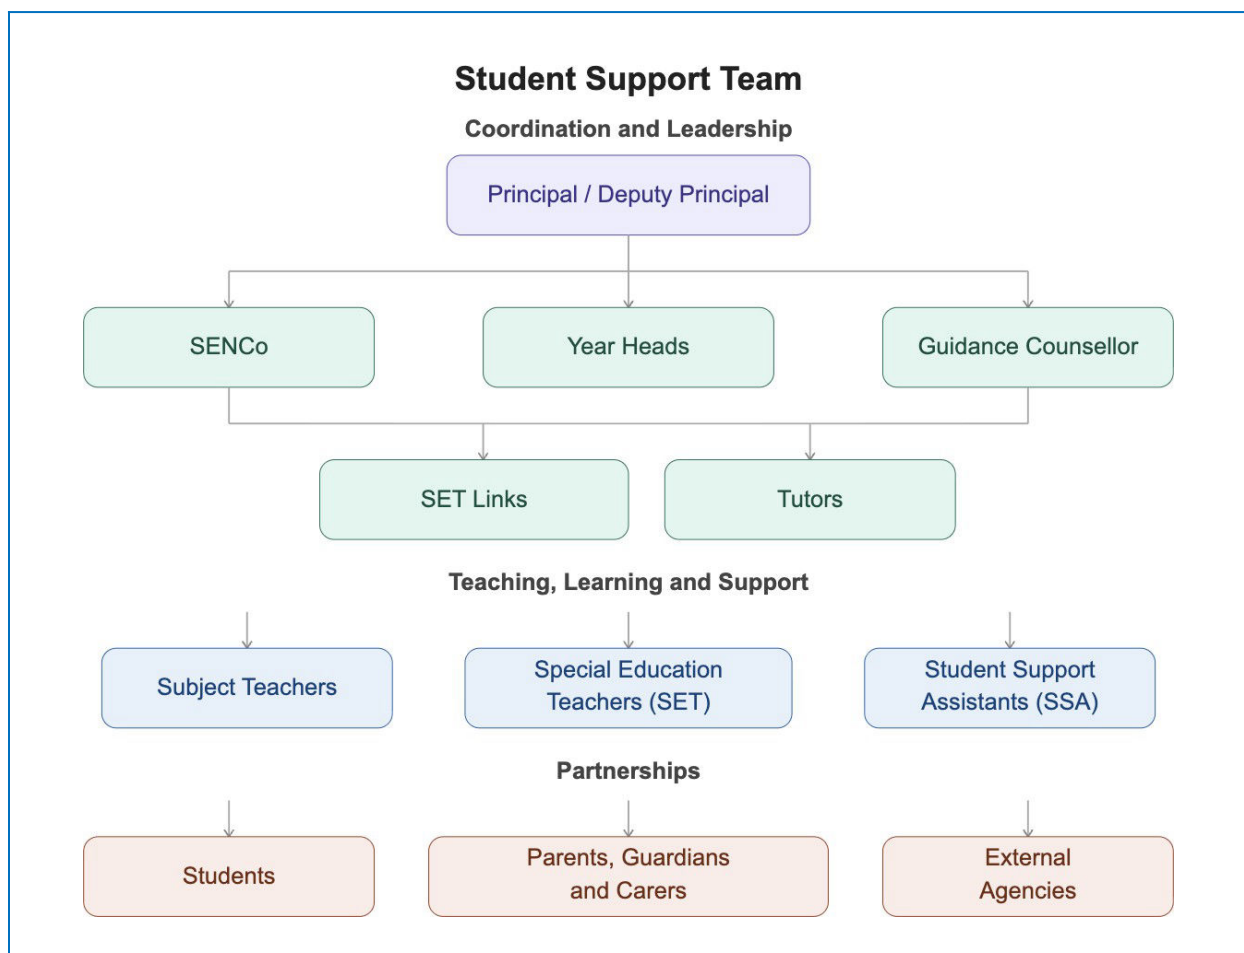 Student Support Team
Coordination and Leadership
Principal / Deputy Principal
SENCo
Year Heads
Guidance Counsellor
SET Links
Tutors
Teaching, Learning and Support
Subject Teachers
Special Education
Teachers (SET)
Student Support
Assistants (SSA)
Partnerships
Students
Parents, Guardians
and Carers
External
Agencies